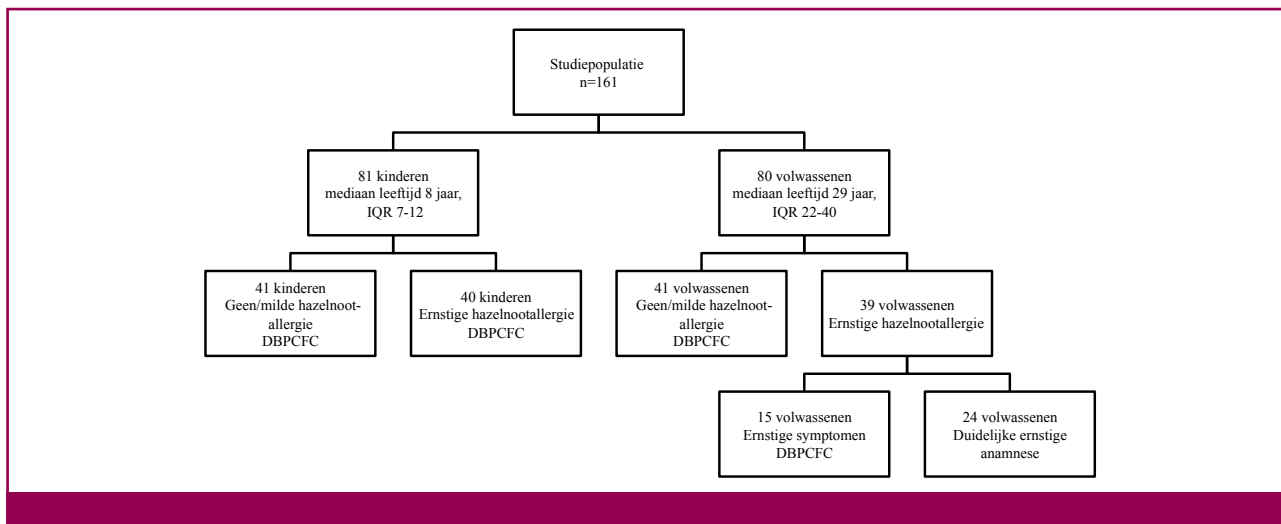 Studiepopulatie
n=161
81 kinderen
mediaan leeftijd 8 jaar,
IQR 7-12
80 volwassenen
mediaan leeftijd 29 jaar,
IQR 22-40
41 kinderen
Geen/milde hazelnoot-
allergie
DBPCFC
40 kinderen
Ernstige hazelnootallergie
DBPCFC
41 volwassenen
Geen/milde hazelnoot-
allergie
DBPCFC
39 volwassenen
Ernstige hazelnootallergie
15 volwassenen
Ernstige symptomen
DBPCFC
24 volwassenen
Duidelijke ernstige
anamnese